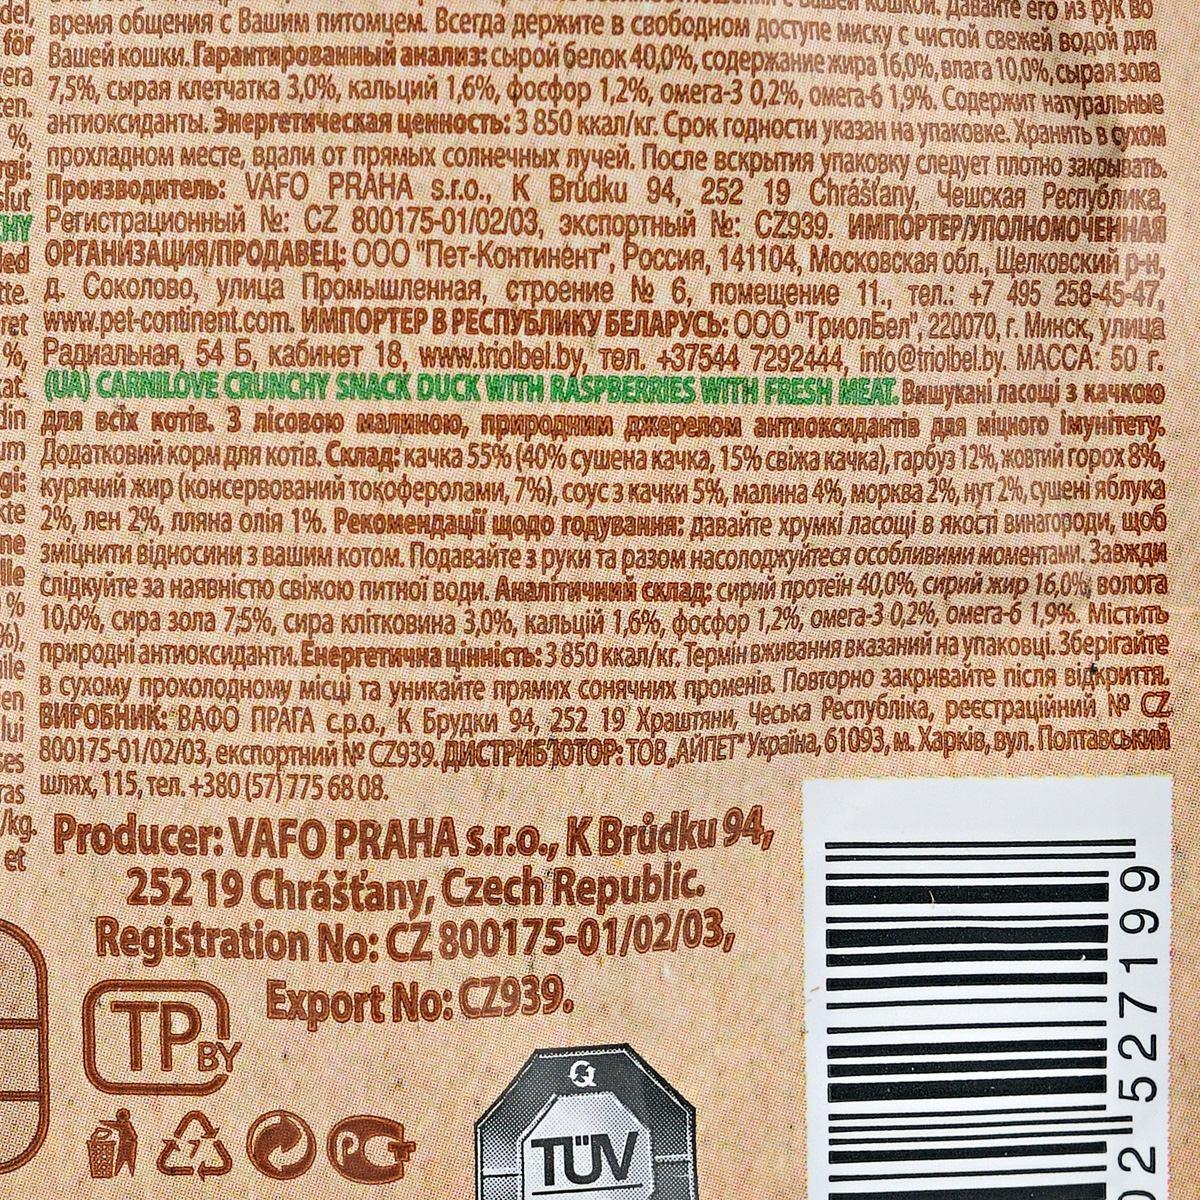 время общения с Вашим питомцем. Всегда держите в свободном доступе миску с чистой свежей водой для
Вашей кошки. Гарантированный анализ: сырой белок 40,0%, содержание жира 16,0%, влага 10,0%, сырая зола
7,5%, сырая клетчатка 3,0%, кальций 1,6%, фосфор 1,2%, омега-3 0,2%, омега-6 1,9%. Содержит натуральные
антиоксиданты. Энергетическая ценность: 3 850 ккал/кг. Срок годности указан на упаковке. Хранить в сухом
прохладном месте, вдали от прямых солнечных лучей. После вскрытия упаковку следует плотно закрывать.
Производитель: VAFO PRAHA s.r.o., K Brůdku 94, 252 19 Chrášťany, Чешская Республика,
Регистрационный №: CZ 800175-01/02/03, экспортный №: CZ939. ИМПОРТЕР/УПОЛНОМОЧЕННАЯ
ОРГАНИЗАЦИЯ/ПРОДАВЕЦ: ООО "Пет-Континент", Россия, 141104, Московская обл., Щелковский р-н,
д. Соколово, улица Промышленная, строение № 6, помещение 11., тел.: +7 495 258-45-47,
www.pet-continent.com. ИМПОРТЕР В РЕСПУБЛИКУ БЕЛАРУСЬ: ООО "ТриолБел", 220070, г. Минск, улица
Радиальная, 54 Б, кабинет 18, www.triolbel.by, тел. +37544 7292444, info@triolbel.by. МАССА: 50 г.
(UA) CARNILOVE CRUNCHY SNACK DUCK WITH RASPBERRIES WITH FRESH MEAT. Вишукані ласощі з качкою
для всіх котів. З лісовою малиною, природним джерелом антиоксидантів для міцного імунітету.
Додатковий корм для котів. Склад: качка 55% (40% сушена качка, 15% свіжа качка), гарбуз 12%, жовтий горох 8%,
курячий жир (консервований токоферолами, 7%), соус з качки 5%, малина 4%, морква 2%, нут 2%, сушені яблука
2%, лен 2%, лляна олія 1%. Рекомендації щодо годування: давайте хрумкі ласощі в якості винагороди, щоб
зміцнити відносини з вашим котом. Подавайте з руки та разом насолоджуйтеся особливими моментами. Завжди
слідкуйте за наявністю свіжою питної води. Аналітичний склад: сирий протеїн 40,0%, сирий жир 16,0%, волога
10,0%, сира зола 7,5%, сира клітковина 3,0%, кальцій 1,6%, фосфор 1,2%, омега-3 0,2%, омега-6 1,9%. Містить
природні антиоксиданти. Енергетична цінність: 3 850 ккал/кг. Термін вживання вказаний на упаковці. Зберігайте
в сухому прохолодному місці та уникайте прямих сонячних променів. Повторно закривайте після відкриття.
ВИРОБНИК: ВАФО ПРАГА с.р.о., К Брудки 94, 252 19 Храштяни, Чеська Республіка, реєстраційний № CZ
800175-01/02/03, експортний № CZ939. ДИСТРИБ'ЮТОР: ТОВ „АЙПЕТ" Україна, 61093, м. Харків, вул. Полтавський
шлях, 115, тел. +380 (57) 775 68 08.
Producer: VAFO PRAHA s.r.o., K Brůdku 94,
252 19 Chrášťany, Czech Republic.
Registration No: CZ 800175-01/02/03,
Export No: CZ939.
TP BY
7
PCT
TÜV
02 527199